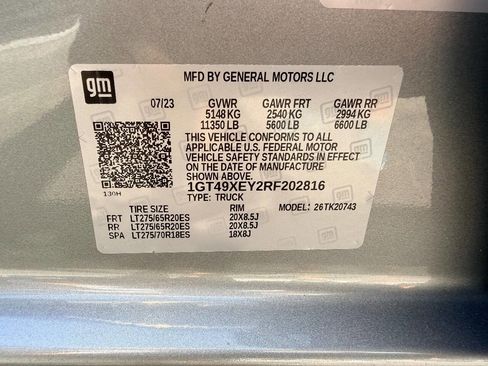 gm
MFD BY GENERAL MOTORS LLC
07/23 GVWR GAWR FRT GAWR RR
5148 KG 2540 KG 2994 KG
11350 LB 5600 LB 6600 LB
THIS VEHICLE CONFORMS TO ALL
APPLICABLE U.S. FEDERAL MOTOR
VEHICLE SAFETY STANDARDS IN EFFECT
ON THE DATE OF MANUFACTURE SHOWN ABOVE.
1GT49XEY2RF202816
TYPE: TRUCK
130H
TIRE SIZE RIM MODEL: 26TK20743
FRT LT275/65R20ES 20X8.5J
RR LT275/65R20ES 20X8.5J
SPA LT275/70R18ES 18X8J